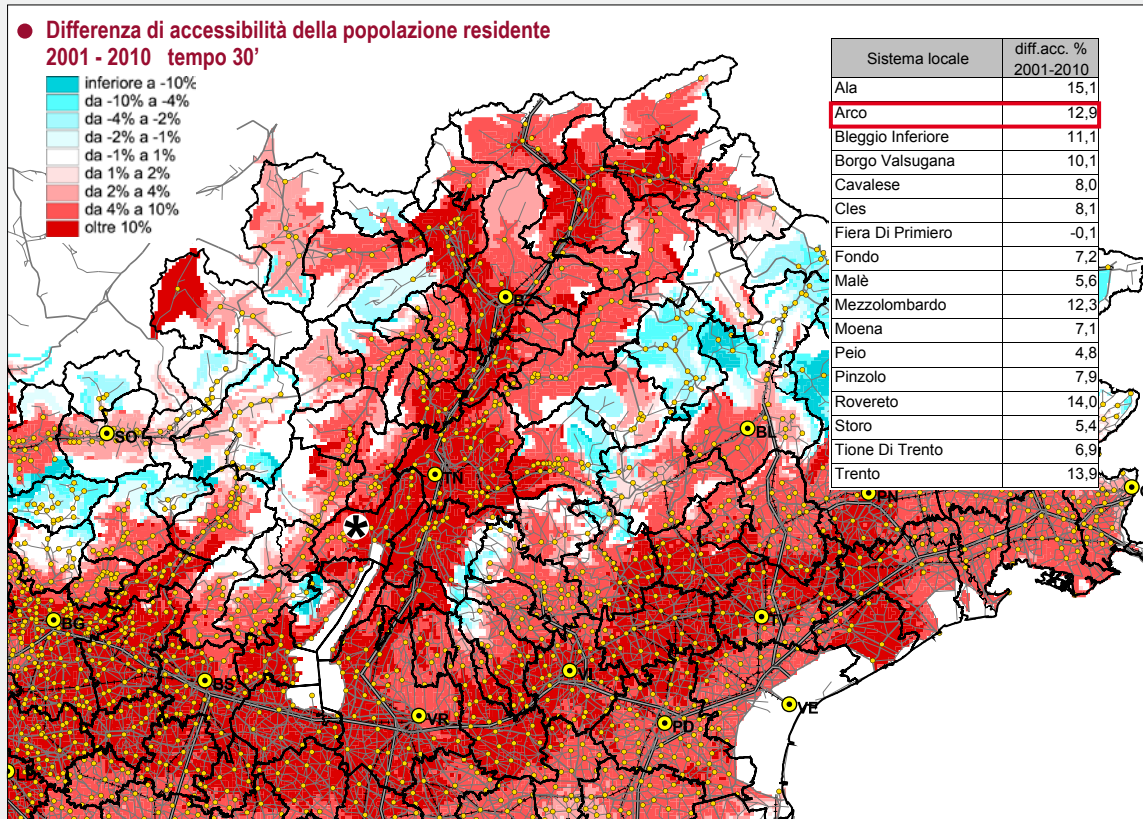 Differenza di accessibilità della popolazione residente
2001 - 2010 tempo 30'
inferiore a -10%
da -10% a -4%
da -4% a -2%
da -2% a -1%
da -1% a 1%
da 1% a 2%
da 2% a 4%
da 4% a 10%
oltre 10%
Sistema locale diff.acc. % 2001-2010
Ala 15,1
Arco 12,9
Bleggio Inferiore 11,1
Borgo Valsugana 10,1
Cavalese 8,0
Cles 8,1
Fiera Di Primiero -0,1
Fondo 7,2
Malè 5,6
Mezzolombardo 12,3
Moena 7,1
Peio 4,8
Pinzolo 7,9
Rovereto 14,0
Storo 5,4
Tione Di Trento 6,9
Trento 13,9
BZ
SO
BL
TN
PN
*
BG
BS
VI
VR
PD
VE